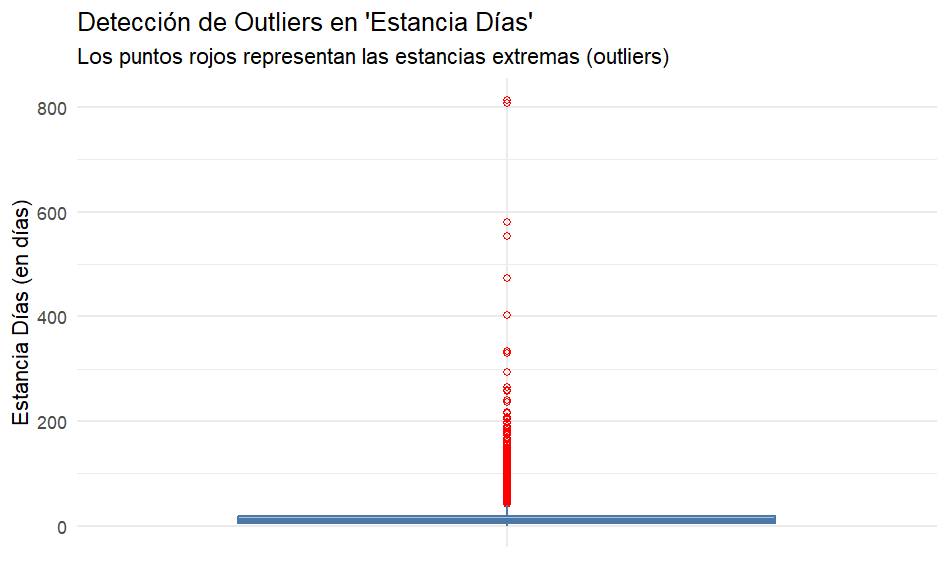 Detección de Outliers en 'Estancia Días'
Los puntos rojos representan las estancias extremas (outliers)
Estancia Días (en días)
800
600
400
200
0